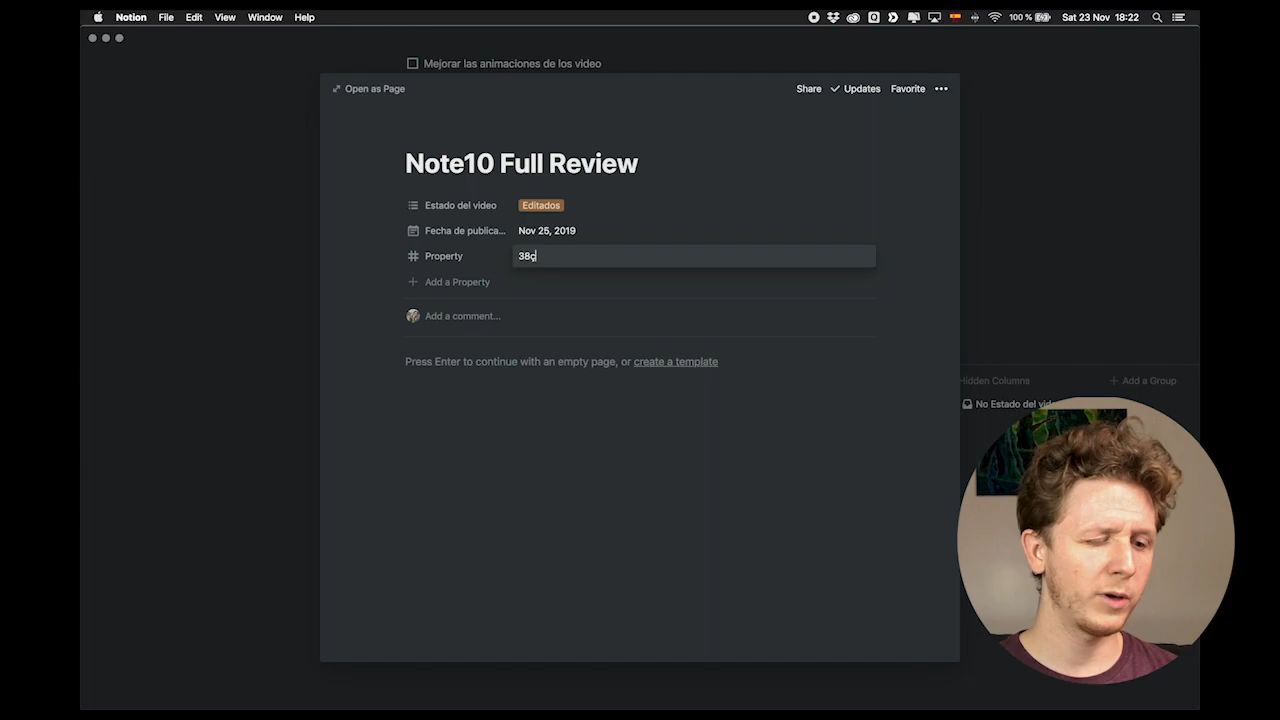 Notion File Edit View Window Help
100 % Sat 23 Nov 18:22
Mejorar las animaciones de los video
Open as Page
Share Updates Favorite
Note10 Full Review
Estado del video Editados
Fecha de publica... Nov 25, 2019
Property 38ç
Add a Property
Add a comment...
Press Enter to continue with an empty page, or create a template
Hidden Columns Add a Group
No Estado del vid